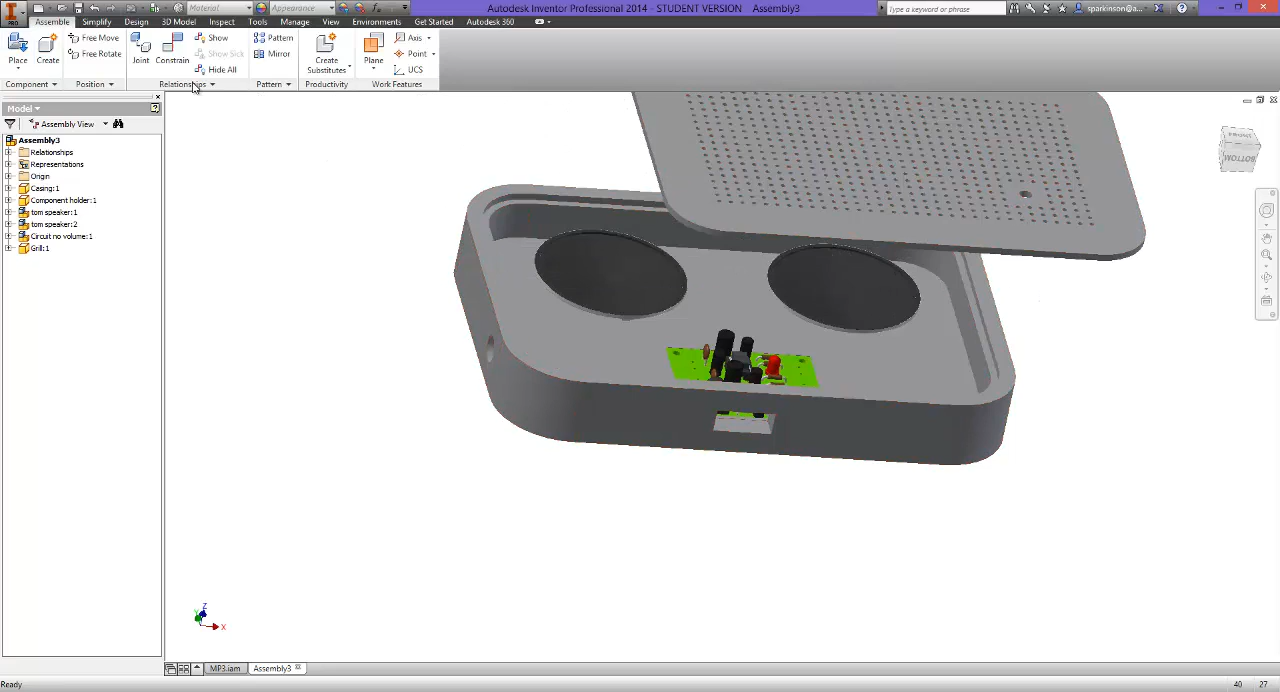 Material
Appearance
Autodesk Inventor Professional 2014 - STUDENT VERSION Assembly3
Type a keyword or phrase
sparkinson@a...
PRO
Assemble Simplify Design 3D Model Inspect Tools Manage View Environments Get Started Autodesk 360
Place
Create
Free Move
Free Rotate
Joint
Constrain
Show
Show Sick
Hide All
Pattern
Mirror
Create
Substitutes
Plane
Axis
Point
UCS
Component
Position
Relationships
Pattern
Productivity
Work Features
Model
Assembly View
Assembly3
Relationships
Representations
Origin
Casing:1
Component holder:1
tom speaker:1
tom speaker:2
Circuit no volume:1
Grill:1
BOTTOM
Z
Y
X
MP3.iam
Assembly3
Ready
40 27